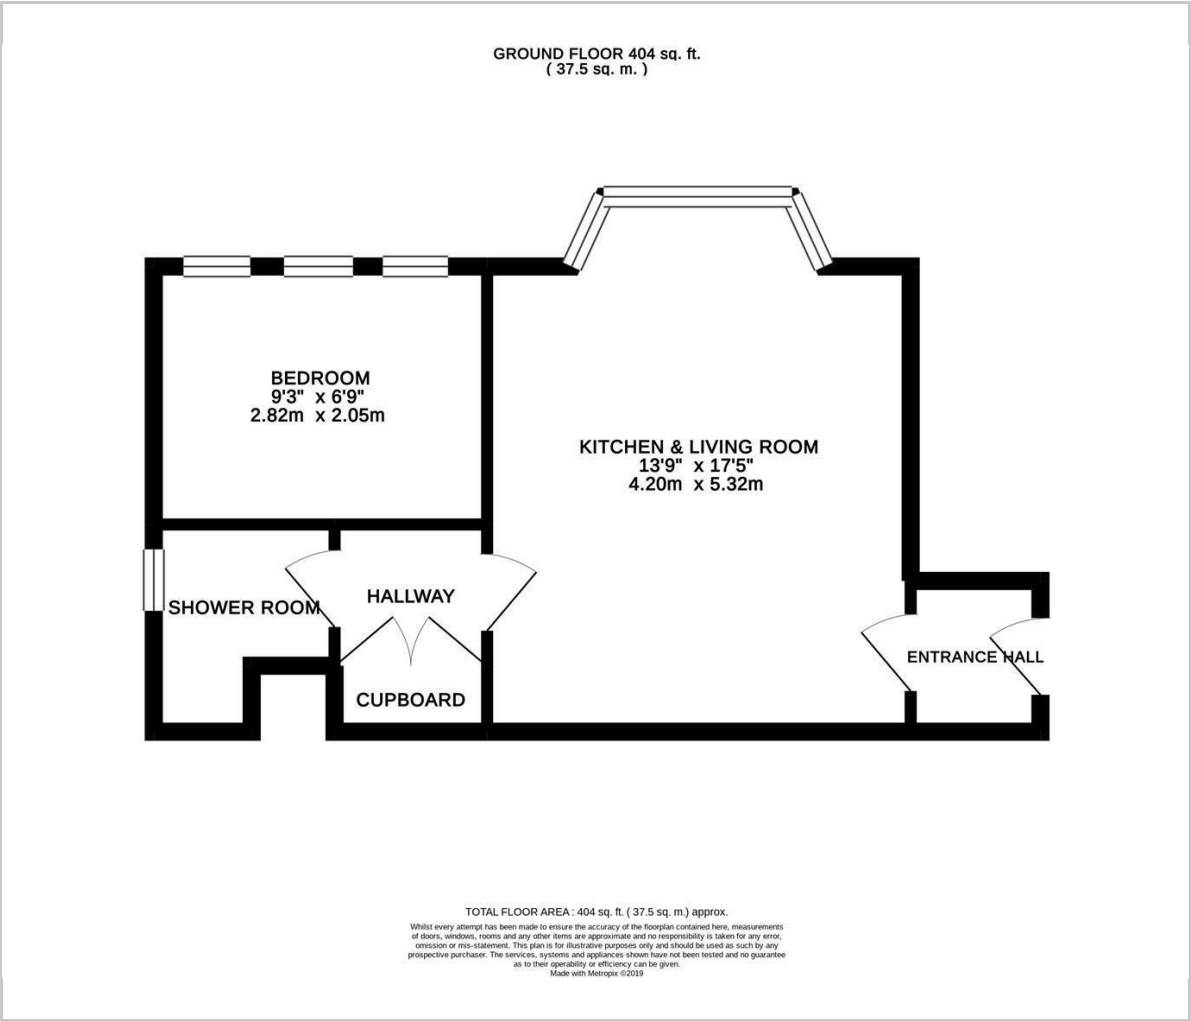 GROUND FLOOR 404 sq. ft.
( 37.5 sq. m. )
BEDROOM
9'3" x 6'9"
2.82m x 2.05m
KITCHEN & LIVING ROOM
13'9" x 17'5"
4.20m x 5.32m
HALLWAY
SHOWER ROOM
ENTRANCE HALL
CUPBOARD
TOTAL FLOOR AREA : 404 sq. ft. ( 37.5 sq. m.) approx.
Whilst every attempt has been made to ensure the accuracy of the floorplan contained here, measurements
of doors, windows, rooms and any other items are approximate and no responsibility is taken for any error,
omission or mis-statement. This plan is for illustrative purposes only and should be used as such by any
prospective purchaser. The services, systems and appliances shown have not been tested and no guarantee
as to their operability or efficiency can be given.
Made with Metropix ©2019